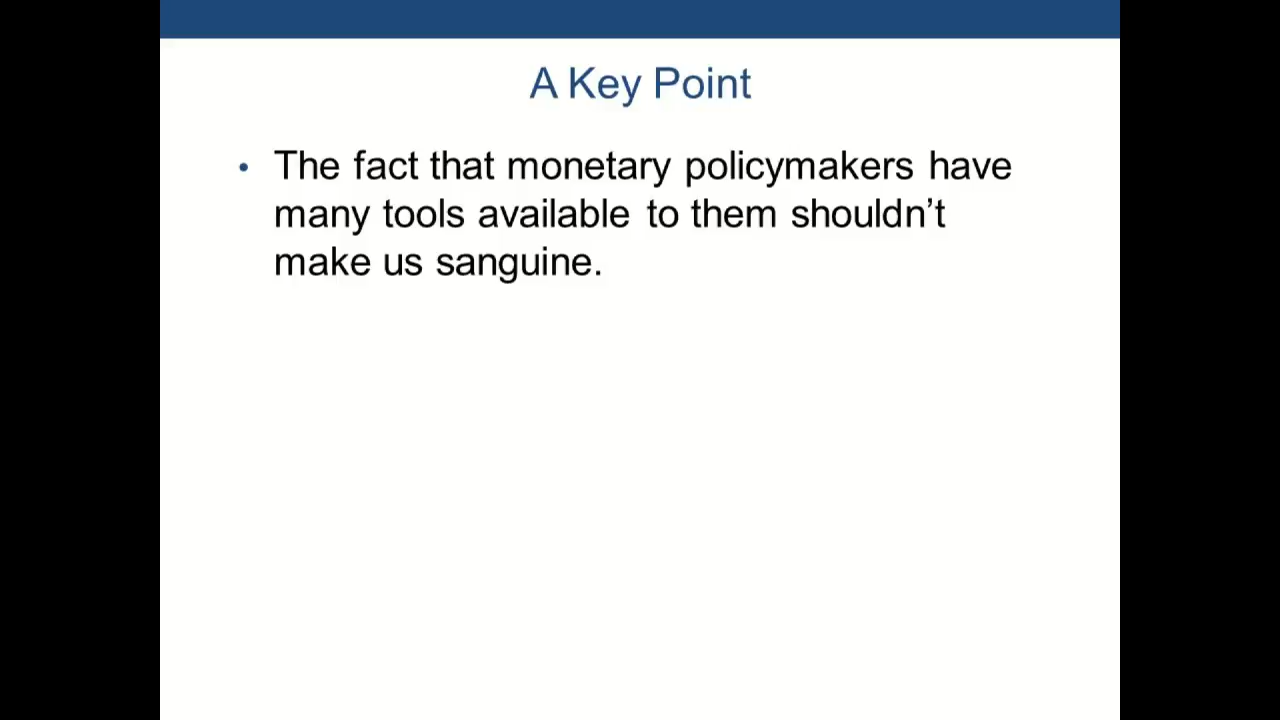 A Key Point
• The fact that monetary policymakers have
many tools available to them shouldn’t
make us sanguine.